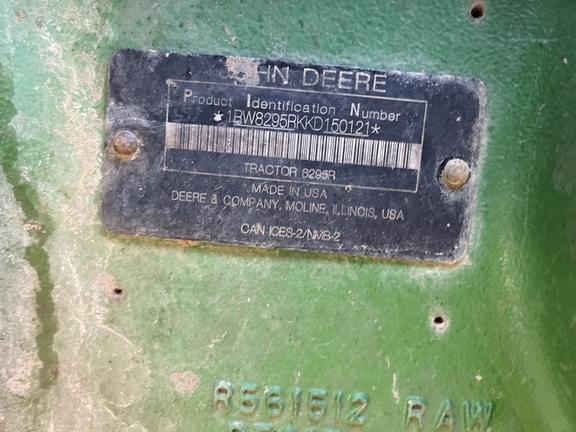 JOHN DEERE
Product Identification Number
*1RW8295RKKD150121*
TRACTOR 8295R
MADE IN USA
DEERE & COMPANY, MOLINE, ILLINOIS, USA
CAN ICES-2/NMB-2
R561512 RAW